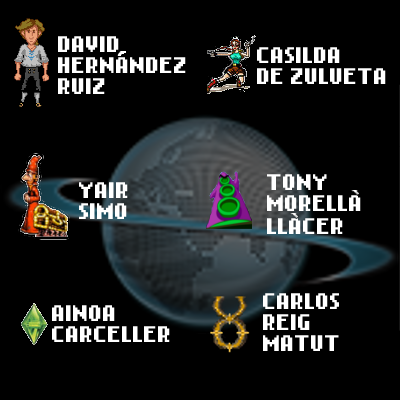 DAVID
HERNÁNDEZ
RUIZ
CASILDA
DE ZULUETA
YAIR
SIMO
TONY
MORELLÀ
LLÀCER
AINOA
CARCELLER
CARLOS
REIG
MATUT